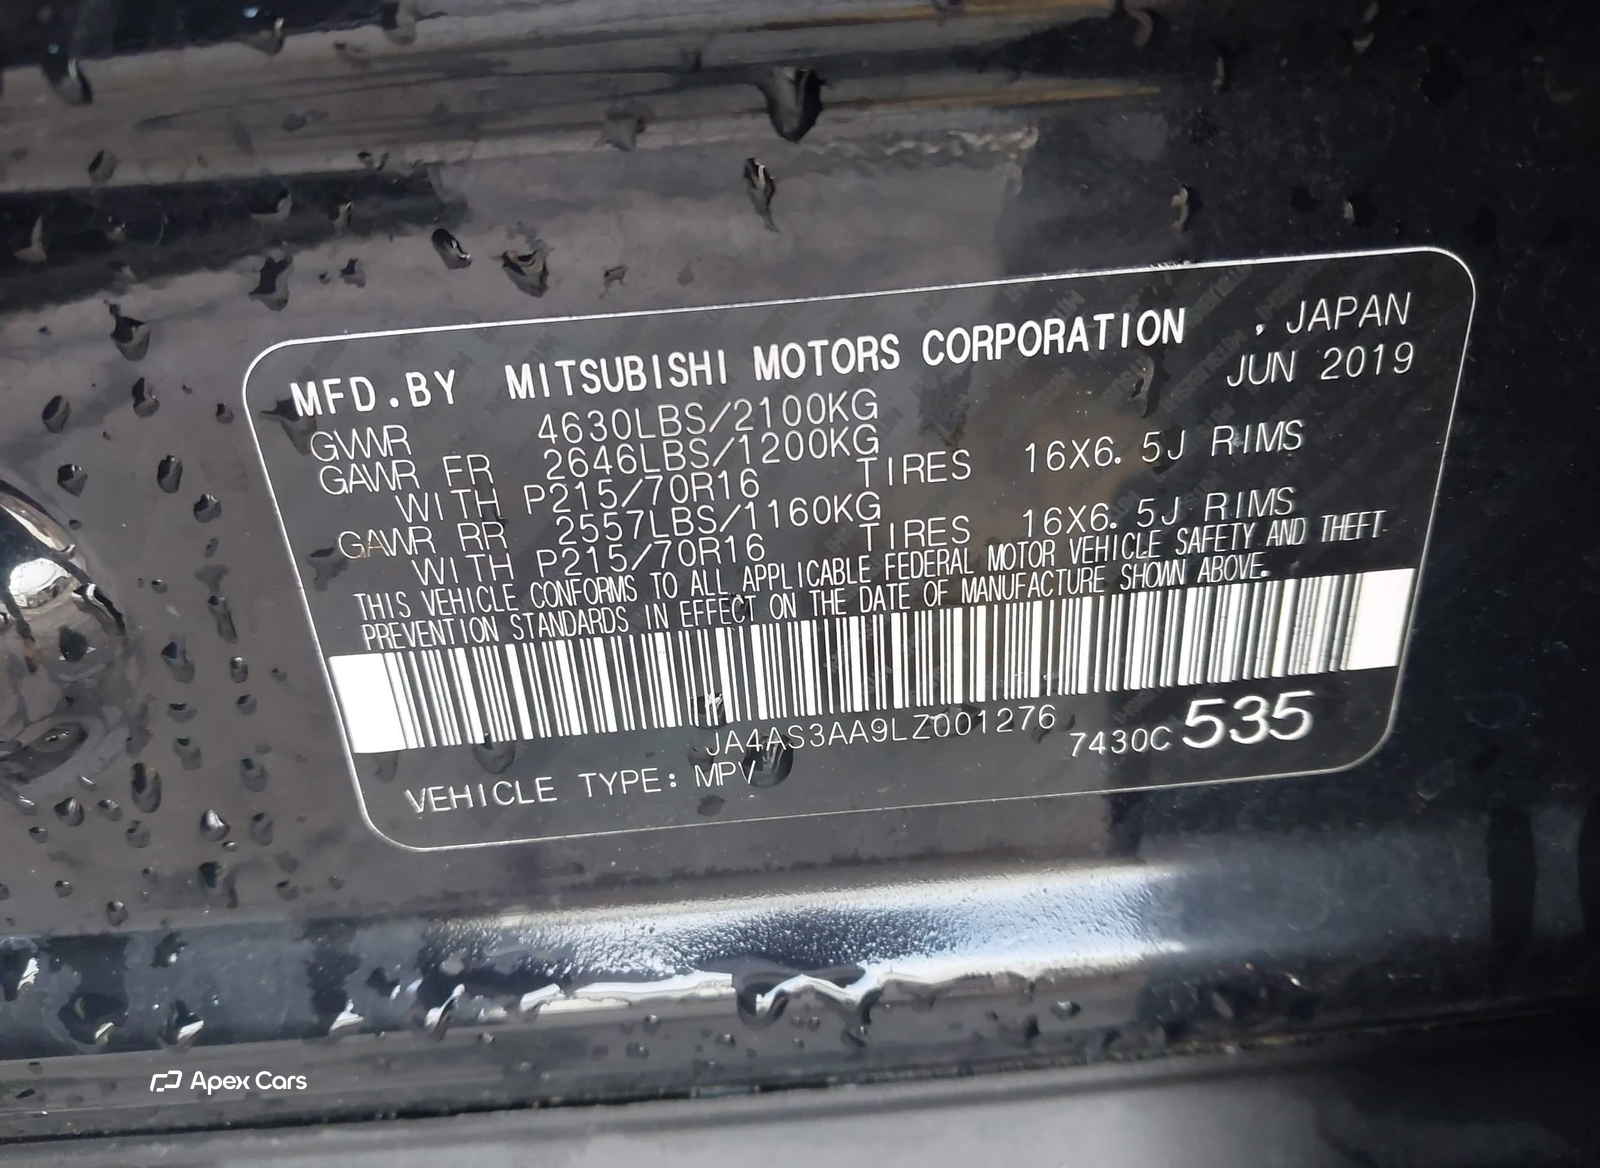 MFD.BY MITSUBISHI MOTORS CORPORATION , JAPAN
JUN 2019
GVWR 4630LBS/2100KG
GAWR FR 2646LBS/1200KG
WITH P215/70R16 TIRES 16X6.5J RIMS
GAWR RR 2557LBS/1160KG
WITH P215/70R16 TIRES 16X6.5J RIMS
THIS VEHICLE CONFORMS TO ALL APPLICABLE FEDERAL MOTOR VEHICLE SAFETY AND THEFT
PREVENTION STANDARDS IN EFFECT ON THE DATE OF MANUFACTURE SHOWN ABOVE.
JA4AS3AA9LZ001276 7430C 535
VEHICLE TYPE: MPV
Apex Cars